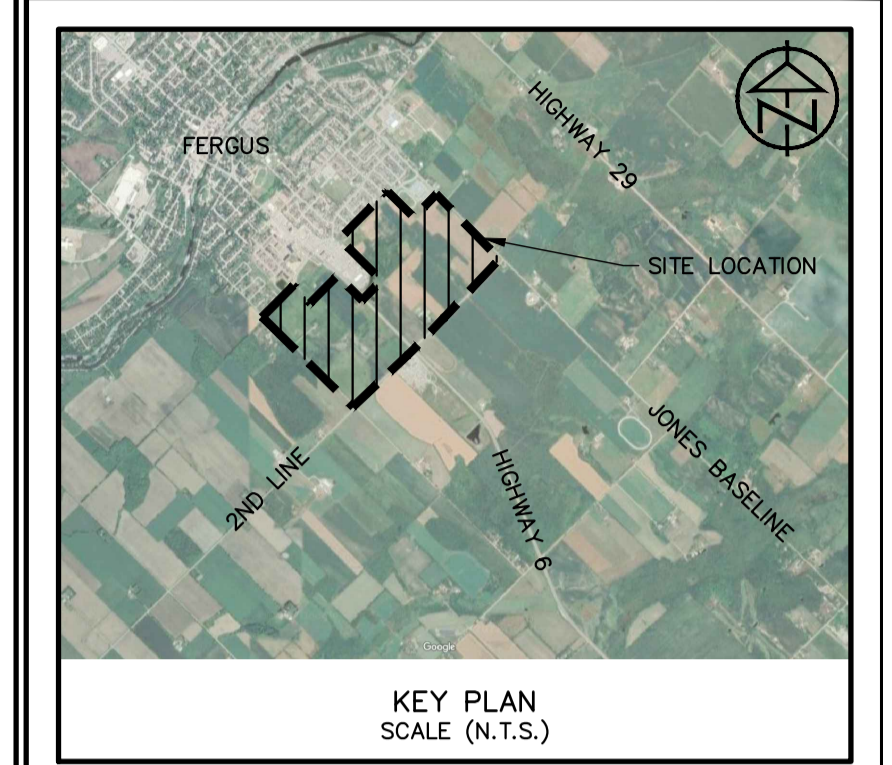 HIGHWAY 29
N
FERGUS
SITE LOCATION
JONES BASELINE
2ND LINE
HIGHWAY 6
Google
KEY PLAN
SCALE (N.T.S.)